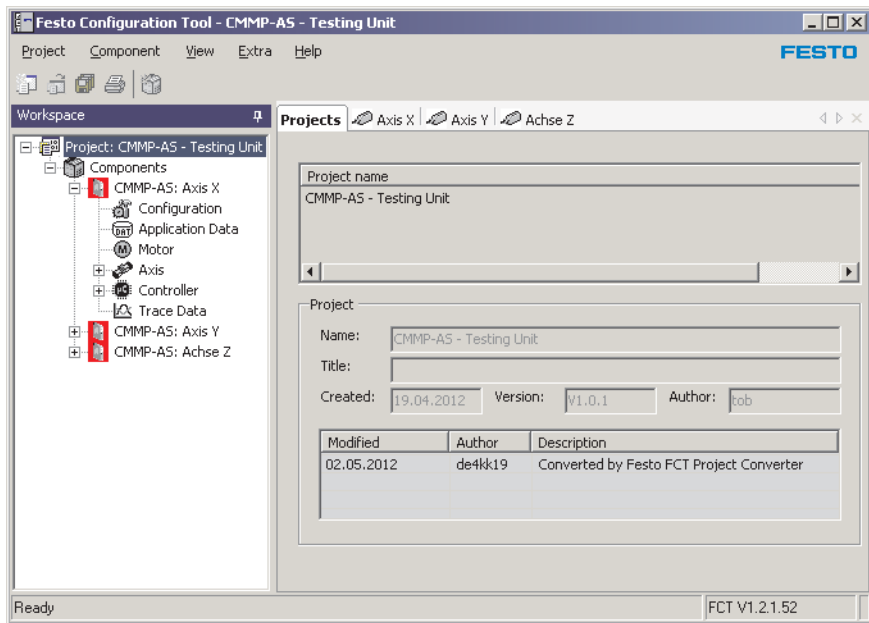 Festo Configuration Tool - CMMP-AS - Testing Unit
Project Component View Extra Help
FESTO
Workspace
Projects Axis X Axis Y Achse Z
Project: CMMP-AS - Testing Unit
Components
CMMP-AS: Axis X
Configuration
DAT Application Data
M Motor
Axis
µC Controller
Trace Data
CMMP-AS: Axis Y
CMMP-AS: Achse Z
Project name
CMMP-AS - Testing Unit
Project
Name: CMMP-AS - Testing Unit
Title:
Created: 19.04.2012 Version: V1.0.1 Author: tob
Modified Author Description
02.05.2012 de4kk19 Converted by Festo FCT Project Converter
Ready FCT V1.2.1.52